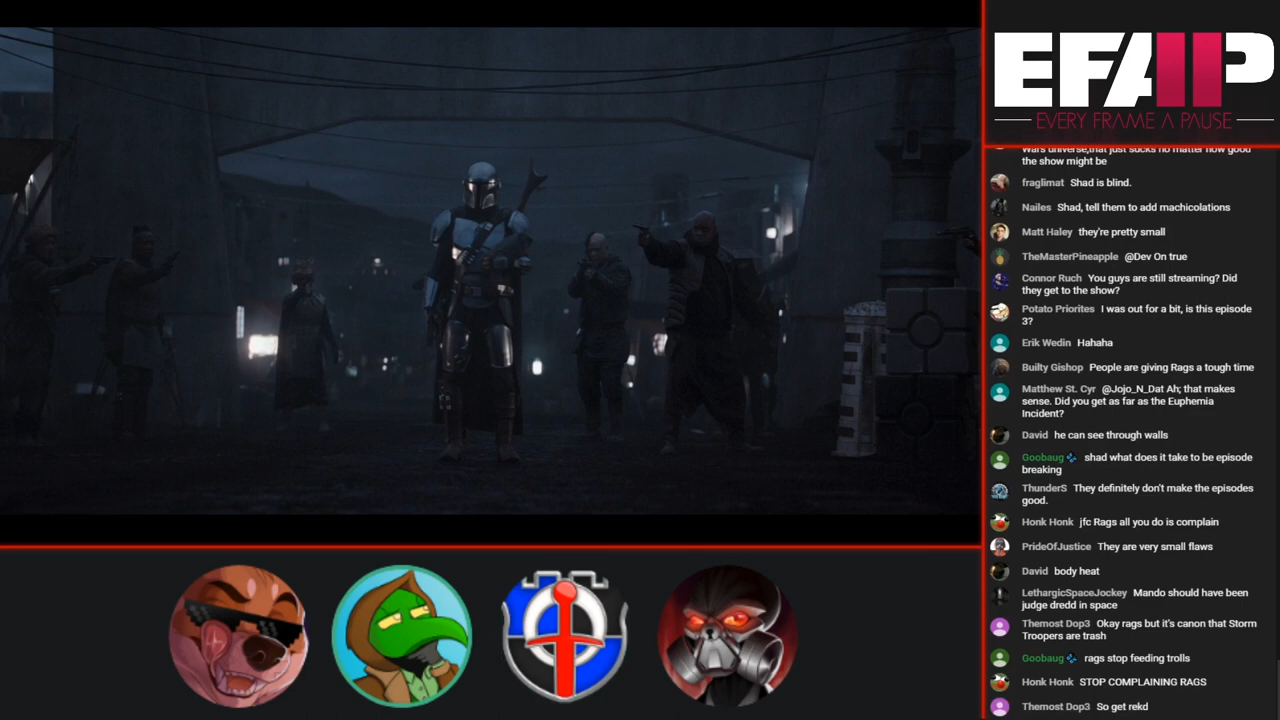 EFAP
EVERY FRAME A PAUSE
Wars universe,that just sucks no matter how good
the show might be
fraglimat Shad is blind.
Nailes Shad, tell them to add machicolations
Matt Haley they're pretty small
TheMasterPineapple @Dev On true
Connor Ruch You guys are still streaming? Did
they get to the show?
Potato Priorites I was out for a bit, is this episode
3?
Erik Wedin Hahaha
Builty Gishop People are giving Rags a tough time
Matthew St. Cyr @Jojo_N_Dat Ah; that makes
sense. Did you get as far as the Euphemia
Incident?
David he can see through walls
Goobaug shad what does it take to be episode
breaking
ThunderS They definitely don't make the episodes
good.
Honk Honk jfc Rags all you do is complain
PrideOfJustice They are very small flaws
David body heat
LethargicSpaceJockey Mando should have been
judge dredd in space
Themost Dop3 Okay rags but it's canon that Storm
Troopers are trash
Goobaug rags stop feeding trolls
Honk Honk STOP COMPLAINING RAGS
Themost Dop3 So get rekd